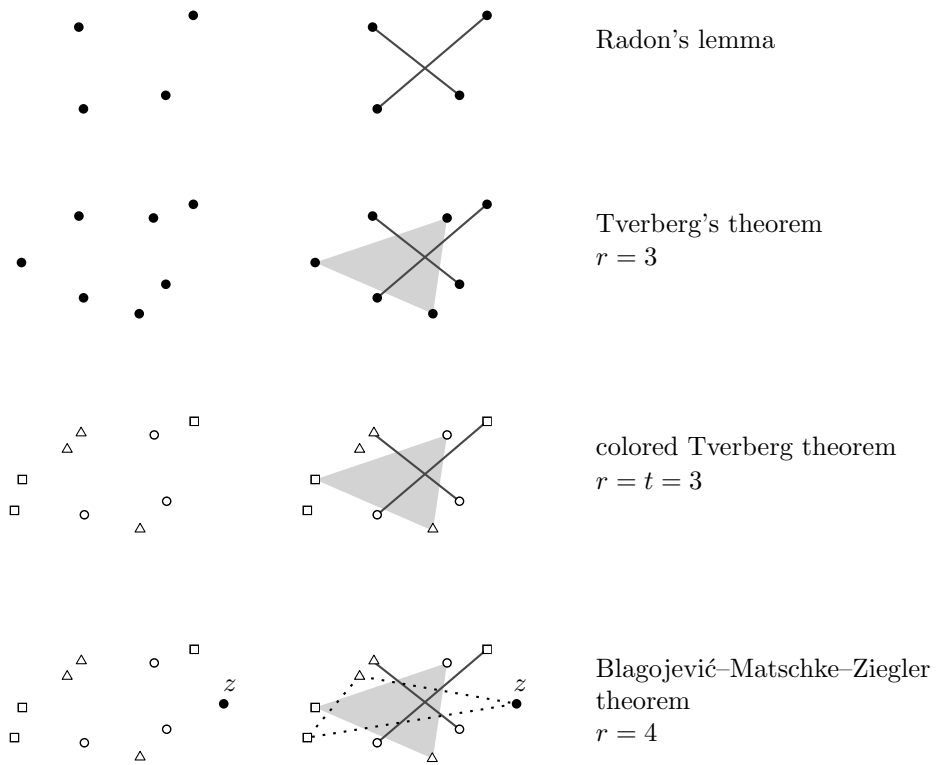 Radon's lemma
Tverberg's theorem
r = 3
colored Tverberg theorem
r = t = 3
z
z
Blagojević–Matschke–Ziegler
theorem
r = 4